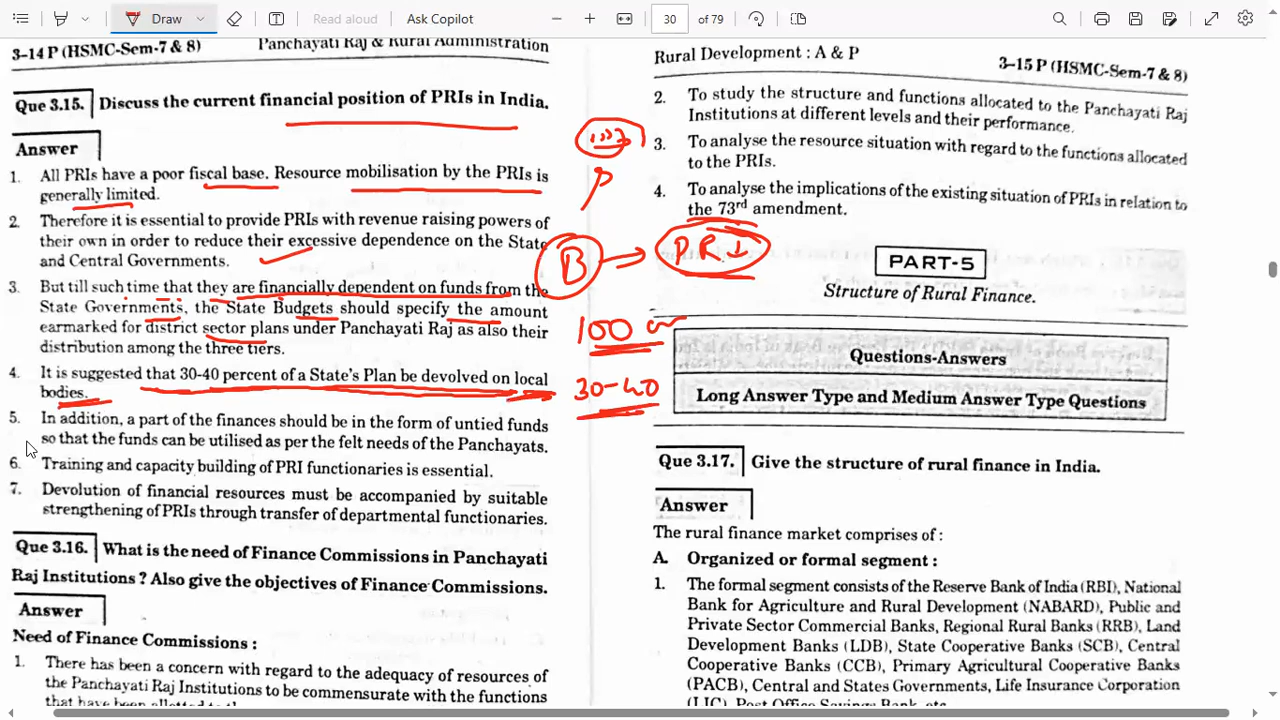 Draw
Read aloud
Ask Copilot
30
of 79
3–14 P (HSMC-Sem-7 & 8)
Panchayati Raj & Rural Administration
Que 3.15. Discuss the current financial position of PRIs in India.
Answer
1. All PRIs have a poor fiscal base. Resource mobilisation by the PRIs is
generally limited.
2. Therefore it is essential to provide PRIs with revenue raising powers of
their own in order to reduce their excessive dependence on the State
and Central Governments.
3. But till such time that they are financially dependent on funds from the
State Governments, the State Budgets should specify the amount
earmarked for district sector plans under Panchayati Raj as also their
distribution among the three tiers.
4. It is suggested that 30-40 percent of a State's Plan be devolved on local
bodies.
5. In addition, a part of the finances should be in the form of untied funds
so that the funds can be utilised as per the felt needs of the Panchayats.
6. Training and capacity building of PRI functionaries is essential.
7. Devolution of financial resources must be accompanied by suitable
strengthening of PRIs through transfer of departmental functionaries.
Que 3.16. What is the need of Finance Commissions in Panchayati
Raj Institutions ? Also give the objectives of Finance Commissions.
Answer
Need of Finance Commissions :
1. There has been a concern with regard to the adequacy of resources of
the Panchayati Raj Institutions to be commensurate with the functions
that have been allotted to
B
PRI
100
30-40
Rural Development : A & P
3–15 P (HSMC-Sem-7 & 8)
2. To study the structure and functions allocated to the Panchayati Raj
Institutions at different levels and their performance.
3. To analyse the resource situation with regard to the functions allocated
to the PRIs.
4. To analyse the implications of the existing situation of PRIs in relation to
the 73rd amendment.
PART-5
Structure of Rural Finance.
Questions-Answers
Long Answer Type and Medium Answer Type Questions
Que 3.17. Give the structure of rural finance in India.
Answer
The rural finance market comprises of :
A. Organized or formal segment :
1. The formal segment consists of the Reserve Bank of India (RBI), National
Bank for Agriculture and Rural Development (NABARD), Public and
Private Sector Commercial Banks, Regional Rural Banks (RRB), Land
Development Banks (LDB), State Cooperative Banks (SCB), Central
Cooperative Banks (CCB), Primary Agricultural Cooperative Banks
(PACB), Central and States Governments, Life Insurance Corporation
(LIC), Post Office Savings Bank, etc.